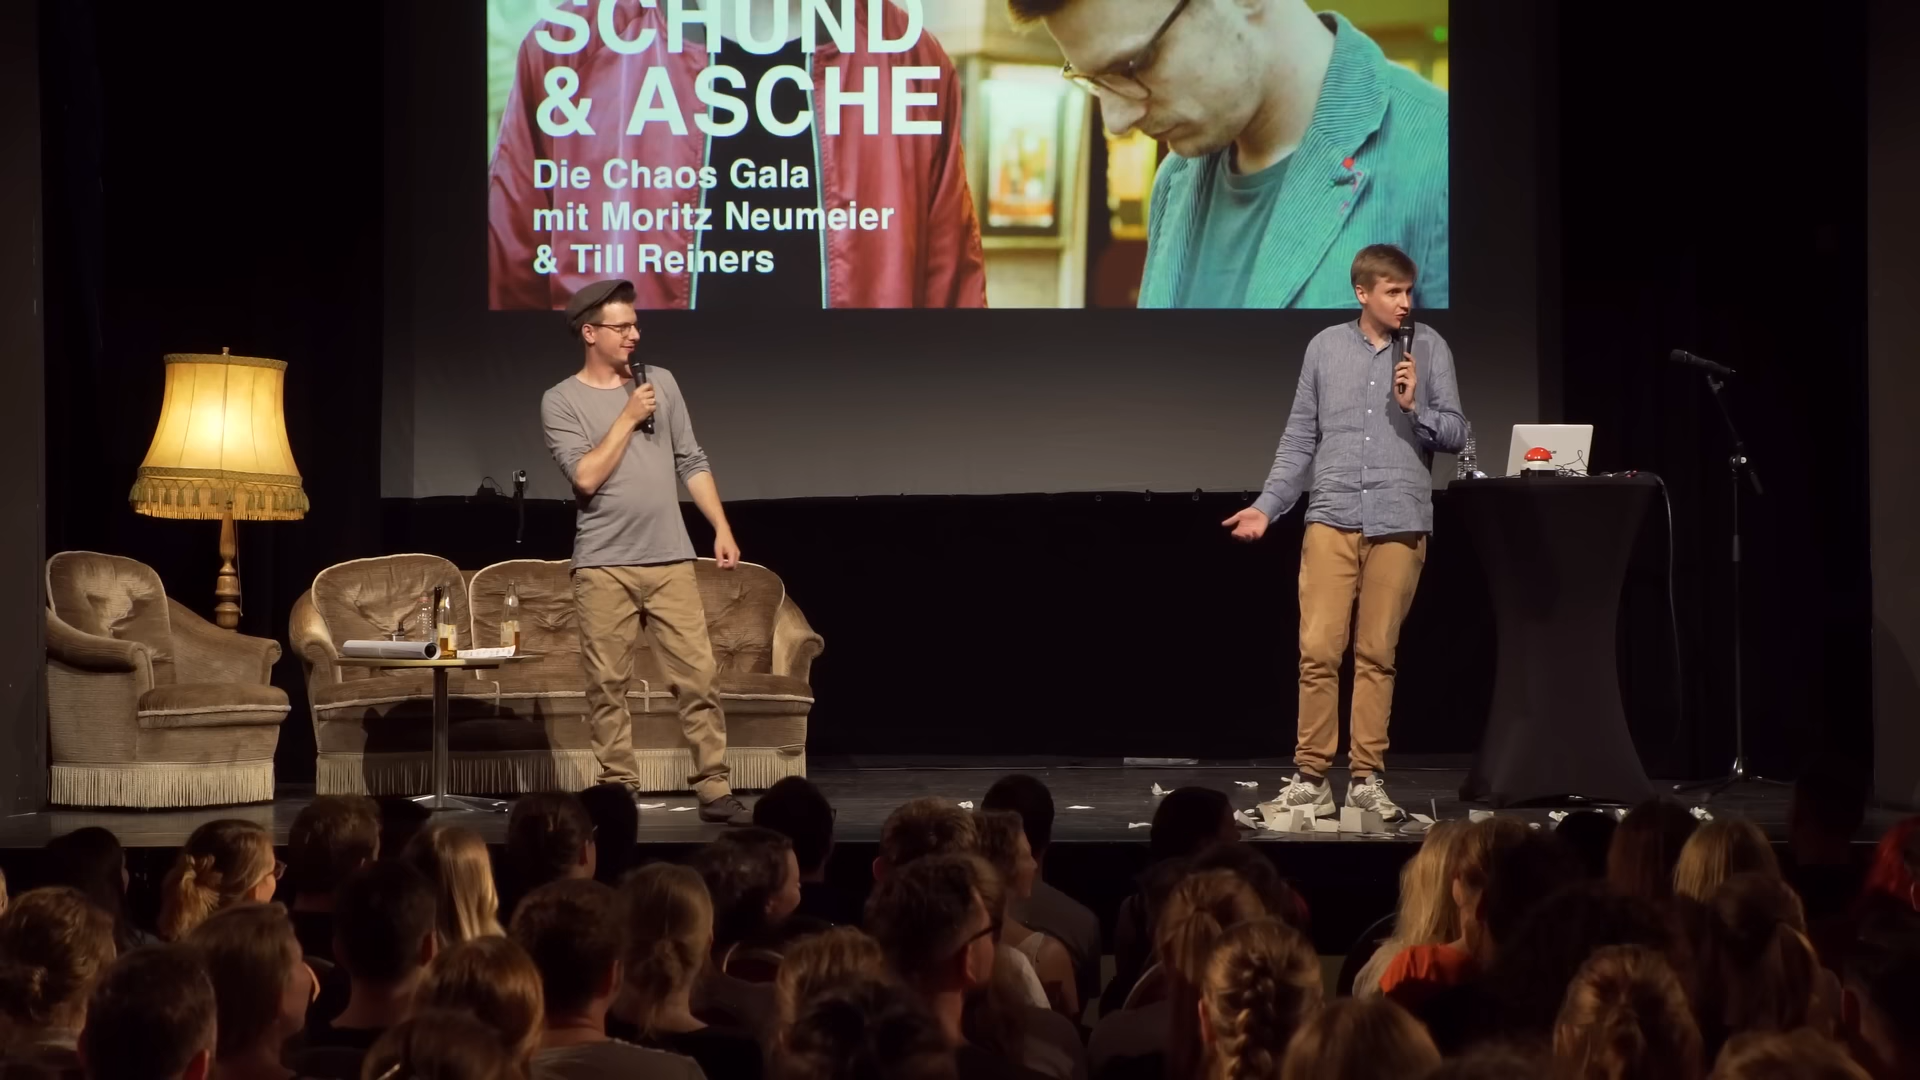 SCHUND
& ASCHE
Die Chaos Gala
mit Moritz Neumeier
& Till Reiners